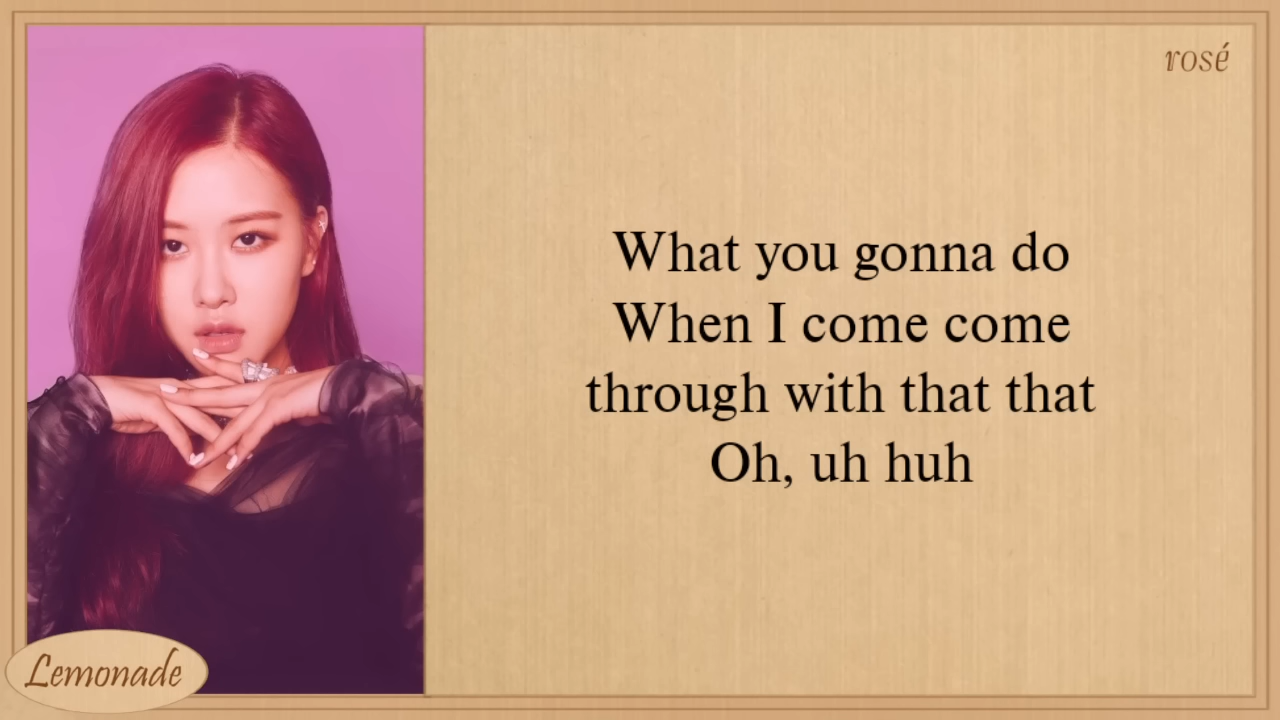 rosé
What you gonna do
When I come come
through with that that
Oh, uh huh
Lemonade